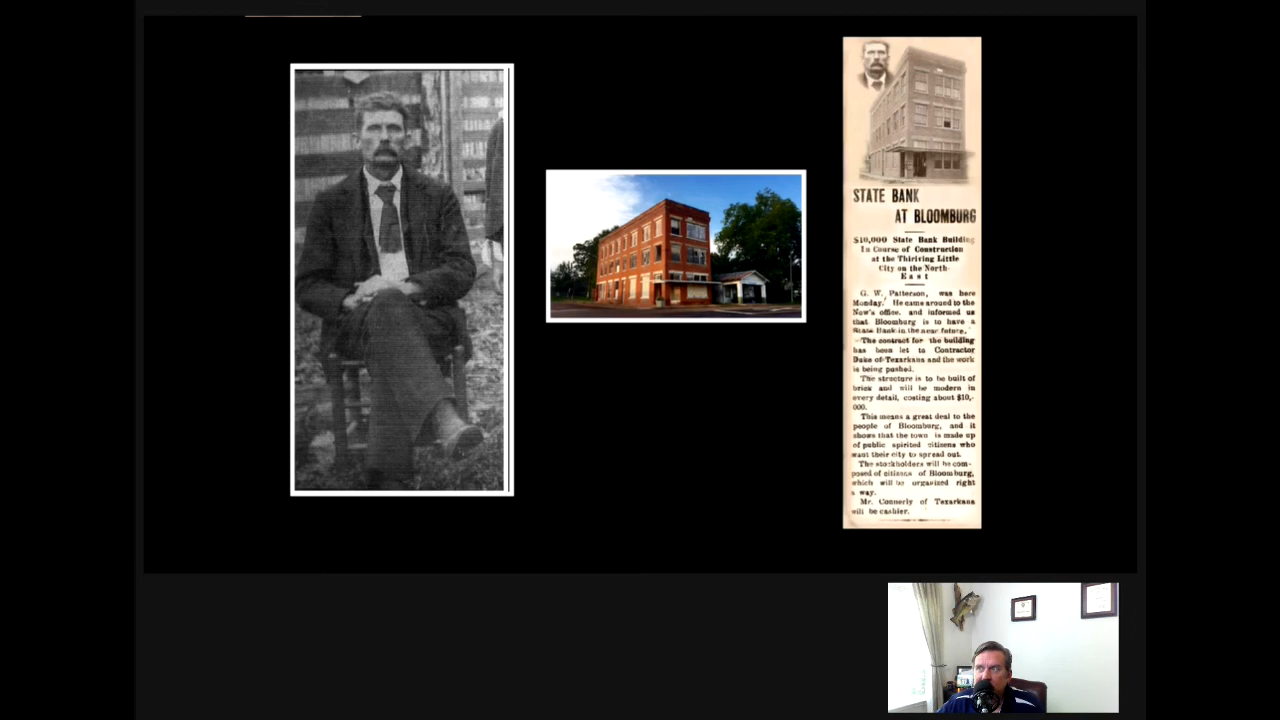 STATE BANK
AT BLOOMBURG
$10,000 State Bank Building
In Course of Construction
at the Thiriving Little
City on the North-
East
G. W. Patterson, was here
Monday. He came around to the
New's office, and informed us
that Bloomburg is to have a
State Bank in the near future.
The contract for the building
has been let to Contractor
Duke of Texarkana and the work
is being pushed.
The structure is to be built of
brick and will be modern in
every detail, costing about $10,-
000.
This means a great deal to the
people of Bloomburg, and it
shows that the town is made up
of public spirited citizens who
want their city to spread out.
The stockholders will be com-
posed of citizens of Bloomburg,
which will be organized right
a way.
Mr. Connerly of Texarkana
will be cashier.